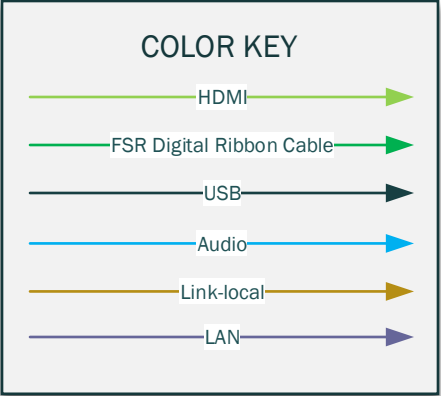 COLOR KEY
HDMI
FSR Digital Ribbon Cable
USB
Audio
Link-local
LAN